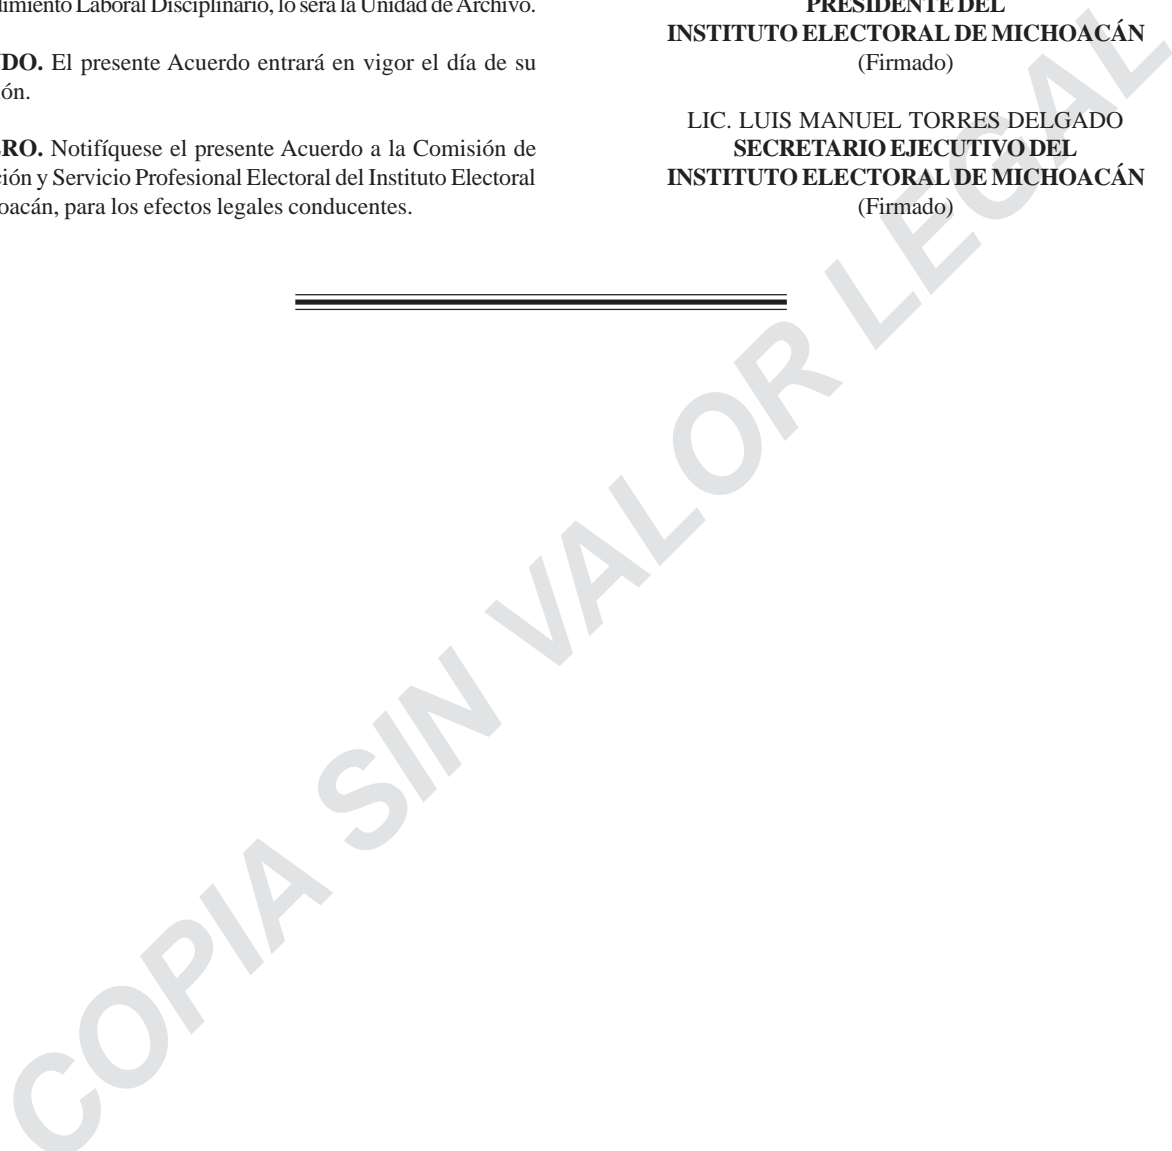 dimiento Laboral Disciplinario, lo será la Unidad de Archivo.
DO. El presente Acuerdo entrará en vigor el día de su
ión.
RO. Notifíquese el presente Acuerdo a la Comisión de
ción y Servicio Profesional Electoral del Instituto Electoral
oacán, para los efectos legales conducentes.
PRESIDENTE DEL
INSTITUTO ELECTORAL DE MICHOACÁN
(Firmado)
LIC. LUIS MANUEL TORRES DELGADO
SECRETARIO EJECUTIVO DEL
INSTITUTO ELECTORAL DE MICHOACÁN
(Firmado)
COPIA SIN VALOR LEGAL